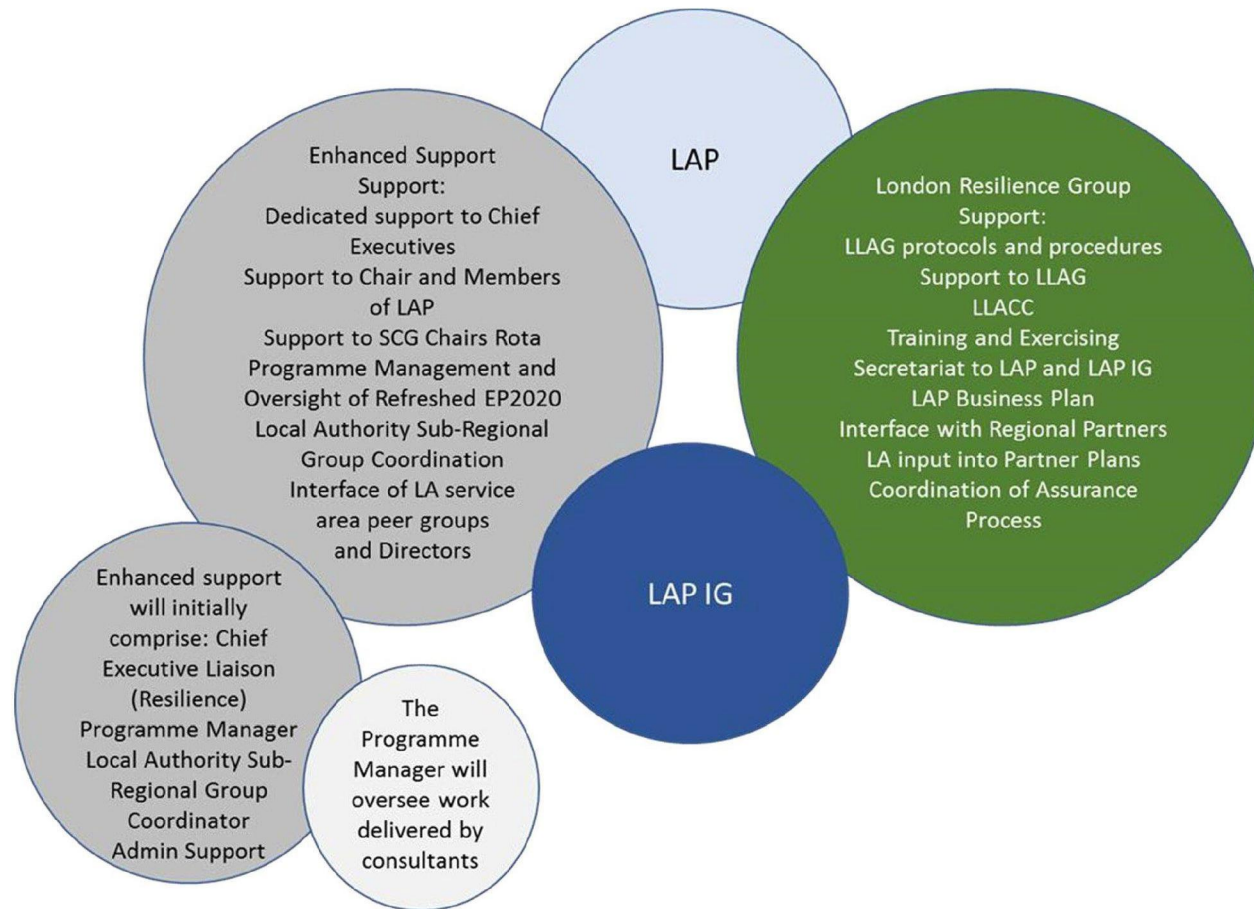 LAP
Enhanced Support
Support:
Dedicated support to Chief
Executives
Support to Chair and Members
of LAP
Support to SCG Chairs Rota
Programme Management and
Oversight of Refreshed EP2020
Local Authority Sub-Regional
Group Coordination
Interface of LA service
area peer groups
and Directors
London Resilience Group
Support:
LLAG protocols and procedures
Support to LLAG
LLACC
Training and Exercising
Secretariat to LAP and LAP IG
LAP Business Plan
Interface with Regional Partners
LA input into Partner Plans
Coordination of Assurance
Process
LAP IG
Enhanced support
will initially
comprise: Chief
Executive Liaison
(Resilience)
Programme Manager
Local Authority Sub-
Regional Group
Coordinator
Admin Support
The
Programme
Manager will
oversee work
delivered by
consultants